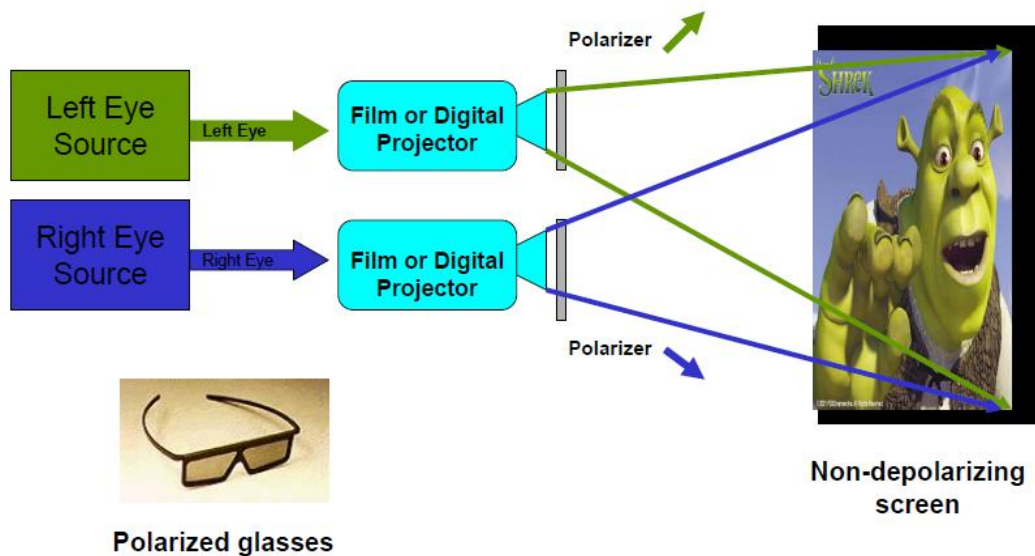 Polarizer
Left Eye
Source
Left Eye
Film or Digital
Projector
SHREK
Right Eye
Source
Right Eye
Film or Digital
Projector
Polarizer
Polarized glasses
Non-depolarizing
screen